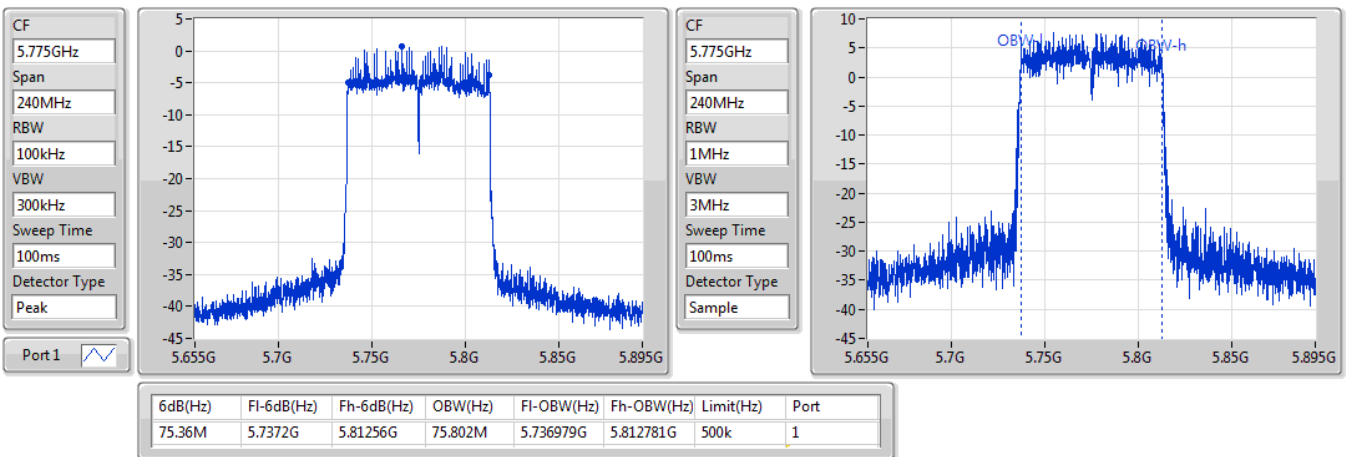 CF
5.775GHz
Span
240MHz
RBW
100kHz
VBW
300kHz
Sweep Time
100ms
Detector Type
Peak
Port 1
5
0
-5
-10
-15
-20
-25
-30
-35
-40
-45
5.655G 5.7G 5.75G 5.8G 5.85G 5.895G
CF
5.775GHz
Span
240MHz
RBW
1MHz
VBW
3MHz
Sweep Time
100ms
Detector Type
Sample
10
5
0
-5
-10
-15
-20
-25
-30
-35
-40
-45
OBW-l OBW-h
5.655G 5.7G 5.75G 5.8G 5.85G 5.895G
6dB(Hz) Fl-6dB(Hz) Fh-6dB(Hz) OBW(Hz) Fl-OBW(Hz) Fh-OBW(Hz) Limit(Hz) Port
75.36M 5.7372G 5.81256G 75.802M 5.736979G 5.812781G 500k 1